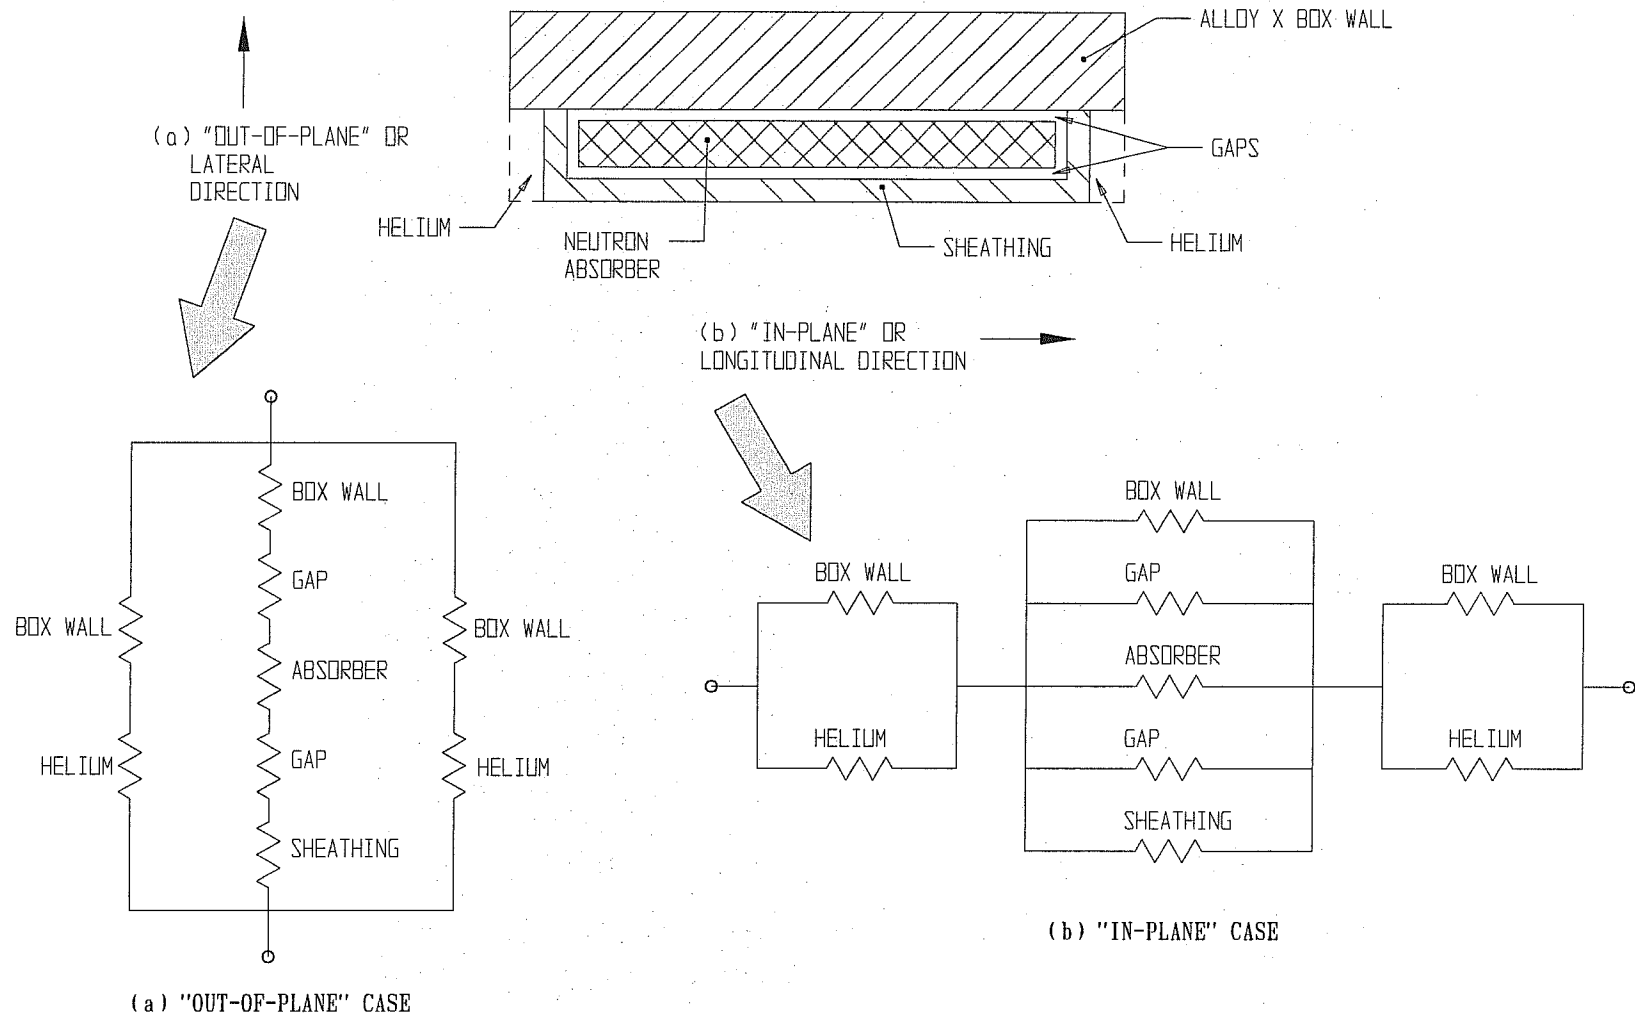 ALLOY X BOX WALL
(a) "OUT-OF-PLANE" OR
LATERAL
DIRECTION
GAPS
HELIUM
NEUTRON
ABSORBER
SHEATHING
HELIUM
(b) "IN-PLANE" OR
LONGITUDINAL DIRECTION
BOX WALL
GAP
BOX WALL
BOX WALL
ABSORBER
HELIUM
GAP
HELIUM
SHEATHING
(a) "OUT-OF-PLANE" CASE
BOX WALL
BOX WALL
GAP
BOX WALL
ABSORBER
HELIUM
GAP
HELIUM
SHEATHING
(b) "IN-PLANE" CASE